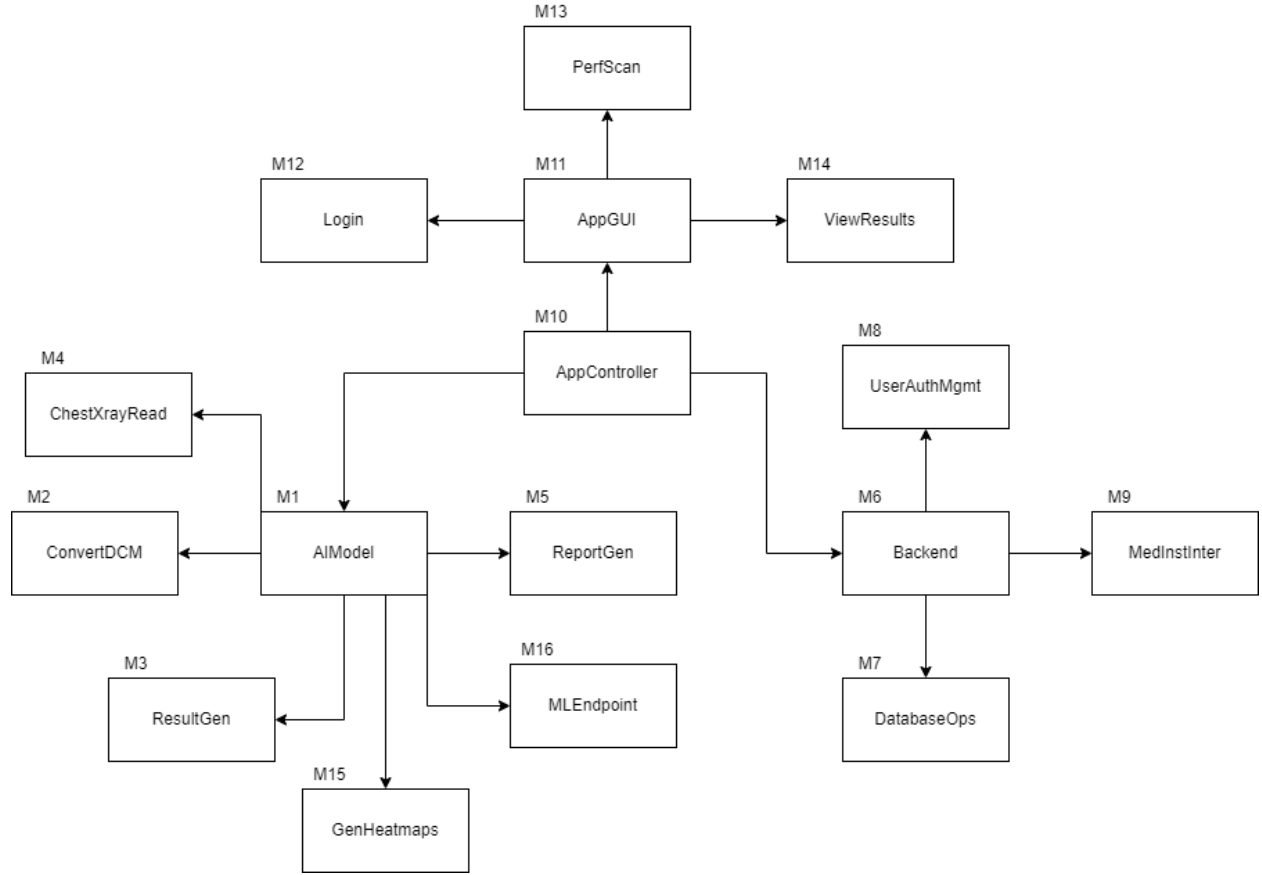 M13
PerfScan
M12
Login
M11
AppGUI
M14
ViewResults
M10
AppController
M8
UserAuthMgmt
M4
ChestXrayRead
M2
ConvertDCM
M1
AIModel
M5
ReportGen
M6
Backend
M9
MedInstInter
M3
ResultGen
M16
MLEndpoint
M7
DatabaseOps
M15
GenHeatmaps